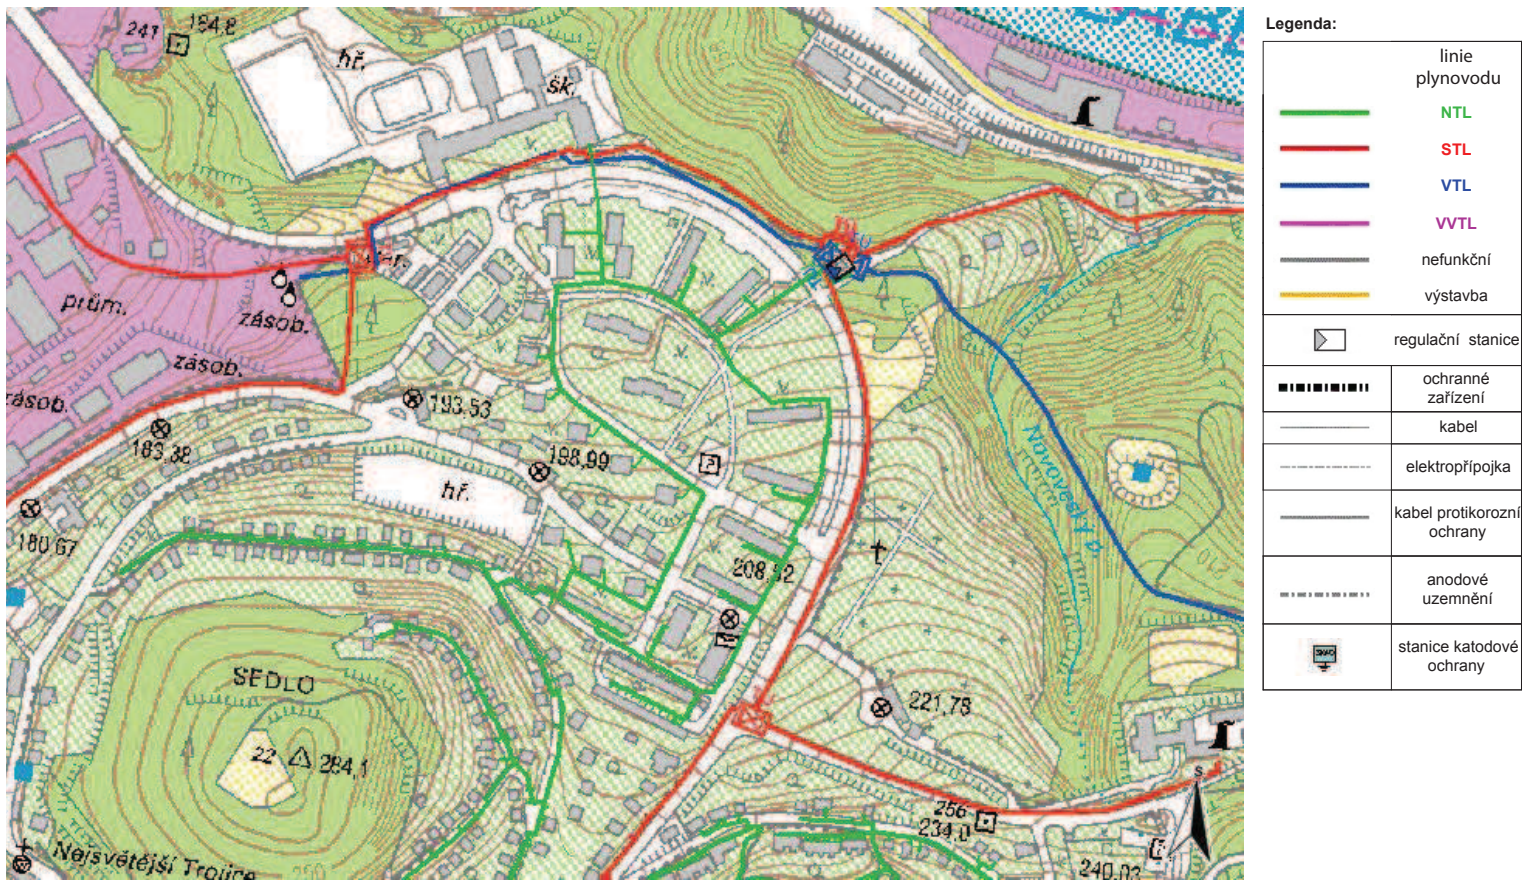 241
184,8
hř.
šk.
prům.
zásob.
zásob.
zásob.
193,53
183,38
198,99
180,67
hř.
208,52
Novoveský p.
SEDLO
22 284,1
221,78
256
234,0
240,03
Nejsvětější Trojice
S
Legenda:
linie
plynovodu
NTL
STL
VTL
VVTL
nefunkční
výstavba
regulační stanice
ochranné
zařízení
kabel
elektropřípojka
kabel protikorozní
ochrany
anodové
uzemnění
SKAO
stanice katodové
ochrany